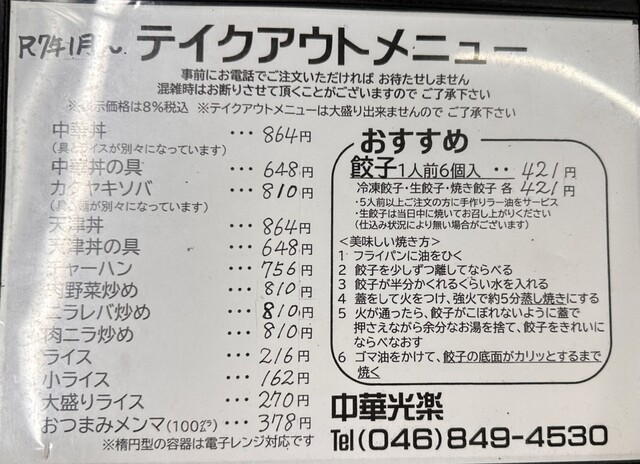 R7年1月〜 テイクアウトメニュー
事前にお電話でご注文いただければ お待たせしません
混雑時はお断りさせて頂くことがございますので ご了承下さい
※表示価格は8%税込 ※テイクアウトメニューは大盛り出来ませんので ご了承下さい
中華丼 ･･･ 864円
(具とライスが別々になっています)
中華丼の具 ･･･ 648円
カタヤキソバ ･･･ 810円
(具と麺が別々になっています)
天津丼 ･･･ 864円
天津丼の具 ･･･ 648円
チャーハン ･･･ 756円
肉野菜炒め ･･･ 810円
ニラレバ炒め ･･･ 810円
肉ニラ炒め ･･･ 810円
ライス ･･･ 216円
小ライス ･･･ 162円
大盛りライス ･･･ 270円
おつまみメンマ(100㌘) ･･･ 378円
※楕円型の容器は電子レンジ対応です
おすすめ
餃子1人前6個入 ･･ 421円
冷凍餃子・生餃子・焼き餃子 各 421円
・5人前以上ご注文の方に手作りラー油をサービス
・生餃子は当日中に焼いてお召し上がりください
(仕込み状況により無い場合がございます)
<美味しい焼き方>
1 フライパンに油をひく
2 餃子を少しずつ離してならべる
3 餃子が半分かくれるくらい水を入れる
4 蓋をして火をつけ、強火で約5分蒸し焼きにする
5 火が通ったら、餃子がこぼれないように蓋で
押さえながら余分なお湯を捨て、餃子をきれいに
ならべなおす
6 ゴマ油をかけて、餃子の底面がカリッとするまで
焼く
中華光楽
Tel(046)849-4530